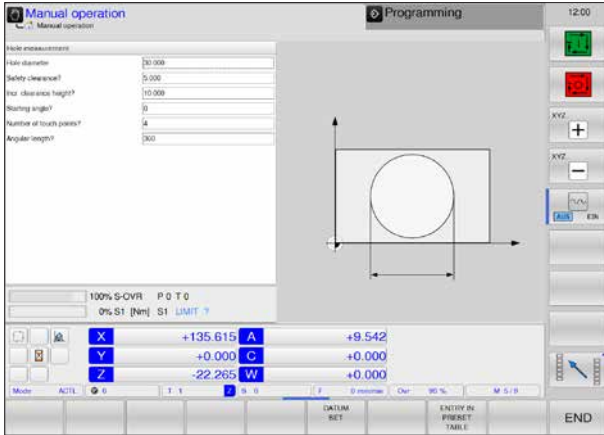 Manual operation
Programming
12:00
Manual operation
Hole measurement
Hole diameter 30.000
Safety clearance? 5.000
Incr. clearance height? 10.000
Starting angle? 0
Number of touch points? 4
Angular length? 360
XYZ
+
XYZ
−
AUS EIN
100% S-OVR P 0 T 0
0% S1 [Nm] S1 LIMIT ?
X +135.615 A +9.542
Y +0.000 C +0.000
Z -22.265 W +0.000
Mode ACTL. 0 T 1 Z S 0 F 0 mm/min Ovr 90 % M 5/9
DATUM
SET
ENTRY IN
PRESET
TABLE
END